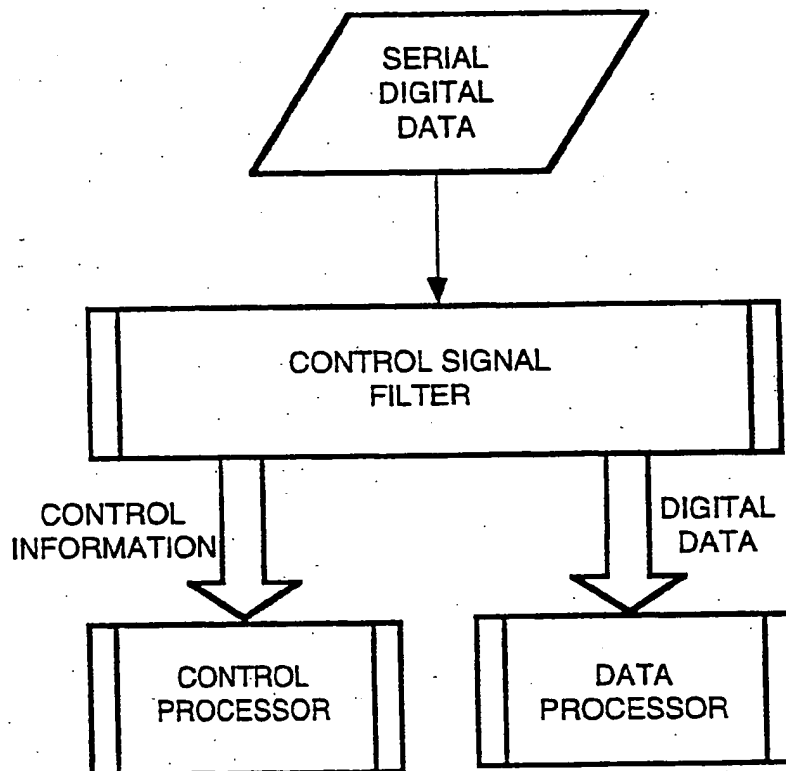 SERIAL
DIGITAL
DATA
CONTROL SIGNAL
FILTER
CONTROL
INFORMATION
DIGITAL
DATA
CONTROL
PROCESSOR
DATA
PROCESSOR